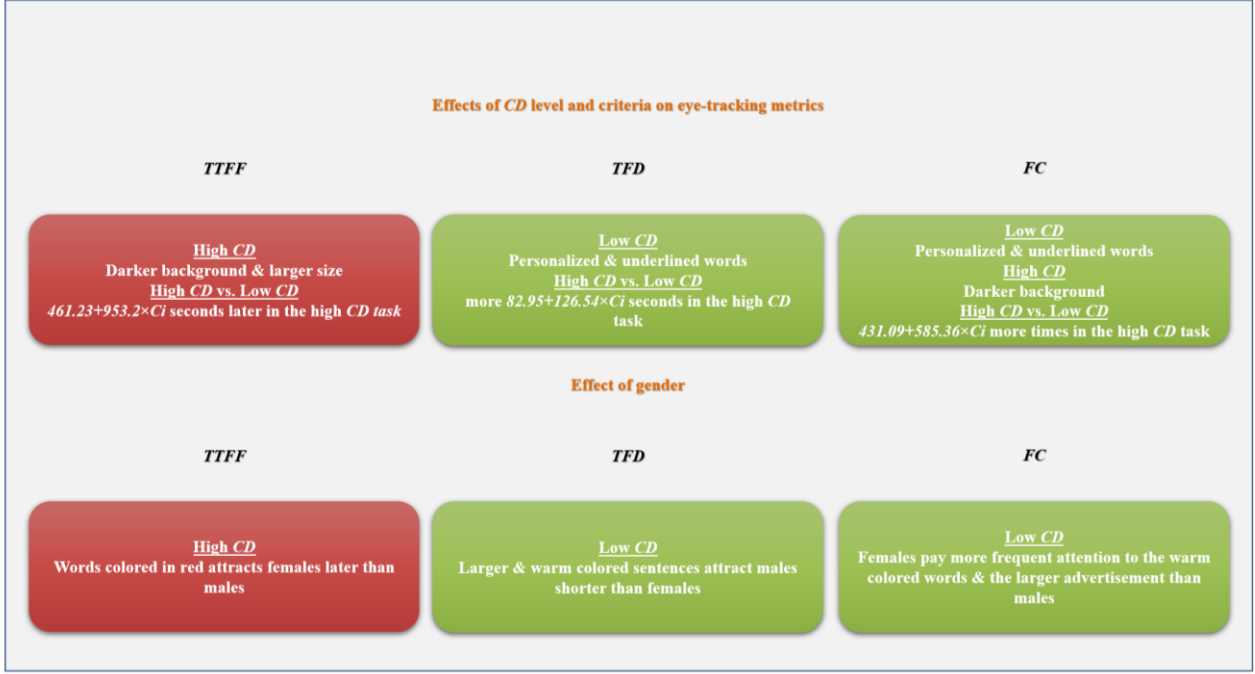 Effects of CD level and criteria on eye-tracking metrics
TTFF
TFD
FC
High CD
Darker background & larger size
High CD vs. Low CD
461.23+953.2×Ci seconds later in the high CD task
Low CD
Personalized & underlined words
High CD vs. Low CD
more 82.95+126.54×Ci seconds in the high CD
task
Low CD
Personalized & underlined words
High CD
Darker background
High CD vs. Low CD
431.09+585.36×Ci more times in the high CD task
Effect of gender
TTFF
TFD
FC
High CD
Words colored in red attracts females later than
males
Low CD
Larger & warm colored sentences attract males
shorter than females
Low CD
Females pay more frequent attention to the warm
colored words & the larger advertisement than
males